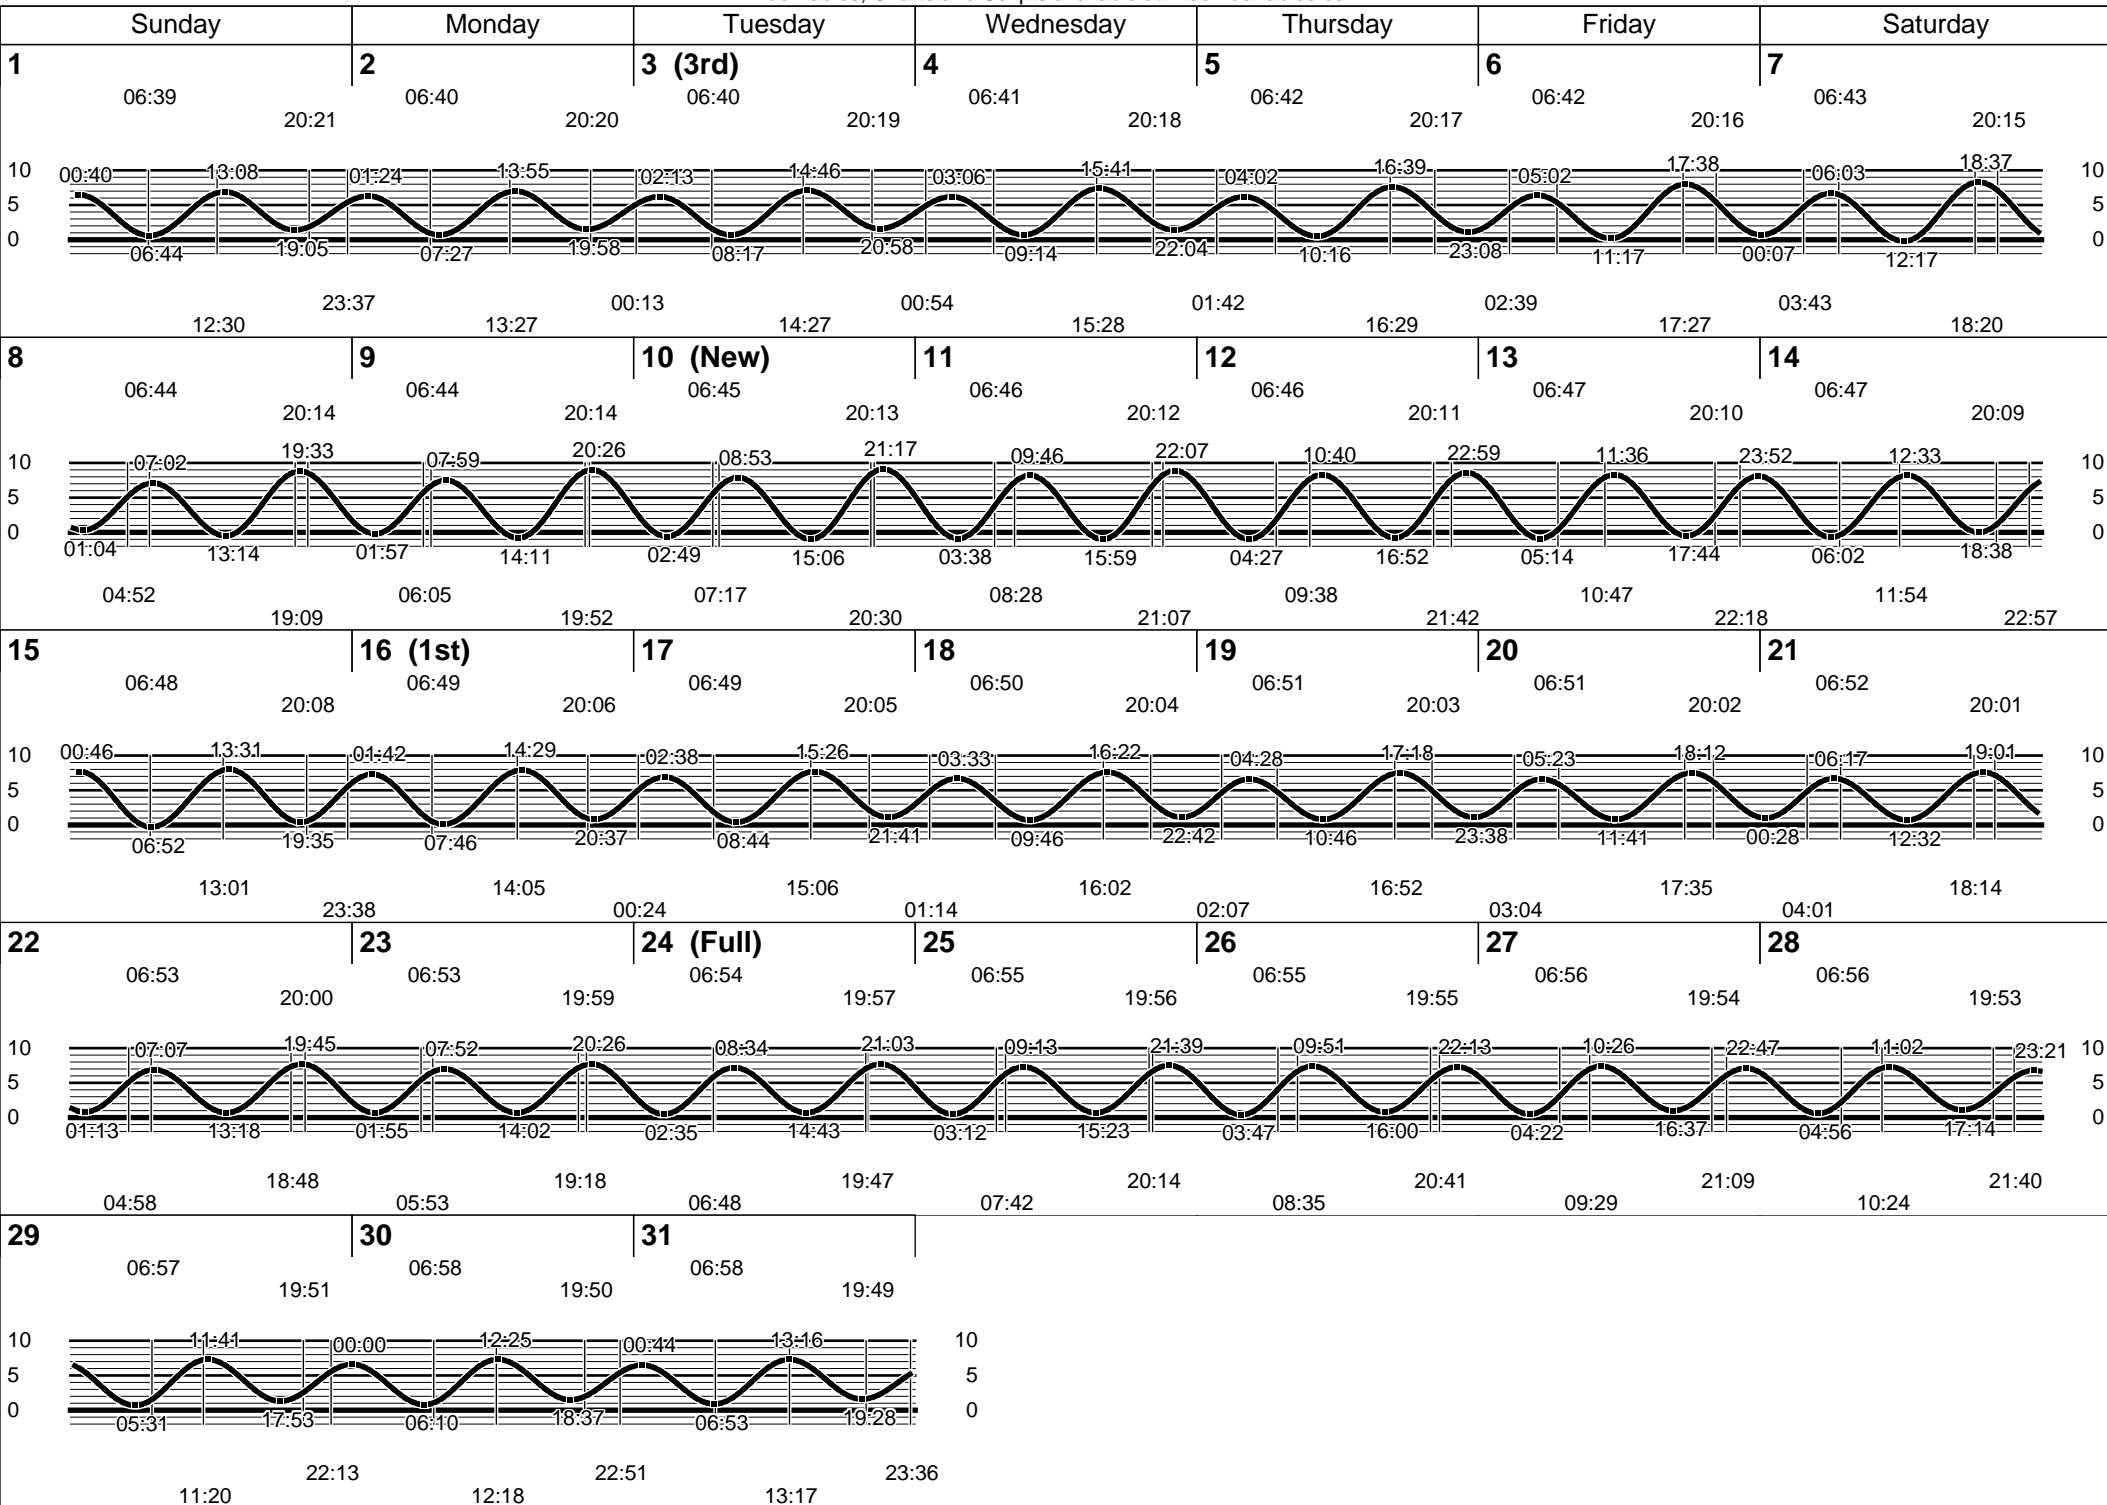 Sunday Monday Tuesday Wednesday Thursday Friday Saturday
1 2 3 (3rd) 4 5 6 7
06:39 06:40 06:40 06:41 06:42 06:42 06:43
20:21 20:20 20:19 20:18 20:17 20:16 20:15
10 00:40 13:08 01:24 13:55 02:13 14:46 03:06 15:41 04:02 16:39 05:02 17:38 06:03 18:37 10
5 5
0 0
06:44 19:05 07:27 19:58 08:17 20:58 09:14 22:04 10:16 23:08 11:17 00:07 12:17
23:37 00:13 00:54 01:42 02:39 03:43
12:30 13:27 14:27 15:28 16:29 17:27 18:20
8 9 10 (New) 11 12 13 14
06:44 06:44 06:45 06:46 06:46 06:47 06:47
20:14 20:14 20:13 20:12 20:11 20:10 20:09
10 07:02 19:33 07:59 20:26 08:53 21:17 09:46 22:07 10:40 22:59 11:36 23:52 12:33 10
5 5
0 0
01:04 13:14 01:57 14:11 02:49 15:06 03:38 15:59 04:27 16:52 05:14 17:44 06:02 18:38
04:52 06:05 07:17 08:28 09:38 10:47 11:54
19:09 19:52 20:30 21:07 21:42 22:18 22:57
15 16 (1st) 17 18 19 20 21
06:48 06:49 06:49 06:50 06:51 06:51 06:52
20:08 20:06 20:05 20:04 20:03 20:02 20:01
10 00:46 13:31 01:42 14:29 02:38 15:26 03:33 16:22 04:28 17:18 05:23 18:12 06:17 19:01 10
5 5
0 0
06:52 19:35 07:46 20:37 08:44 21:41 09:46 22:42 10:46 23:38 11:41 00:28 12:32
13:01 14:05 15:06 16:02 16:52 17:35 18:14
23:38 00:24 01:14 02:07 03:04 04:01
22 23 24 (Full) 25 26 27 28
06:53 06:53 06:54 06:55 06:55 06:56 06:56
20:00 19:59 19:57 19:56 19:55 19:54 19:53
10 07:07 19:45 07:52 20:26 08:34 21:03 09:13 21:39 09:51 22:13 10:26 22:47 11:02 23:21 10
5 5
0 0
01:13 13:18 01:55 14:02 02:35 14:43 03:12 15:23 03:47 16:00 04:22 16:37 04:56 17:14
18:48 19:18 19:47 20:14 20:41 21:09 21:40
04:58 05:53 06:48 07:42 08:35 09:29 10:24
29 30 31
06:57 06:58 06:58
19:51 19:50 19:49
10 11:41 00:00 12:25 00:44 13:16 10
5 5
0 0
05:31 17:53 06:10 18:37 06:53 19:28
22:13 22:51 23:36
11:20 12:18 13:17